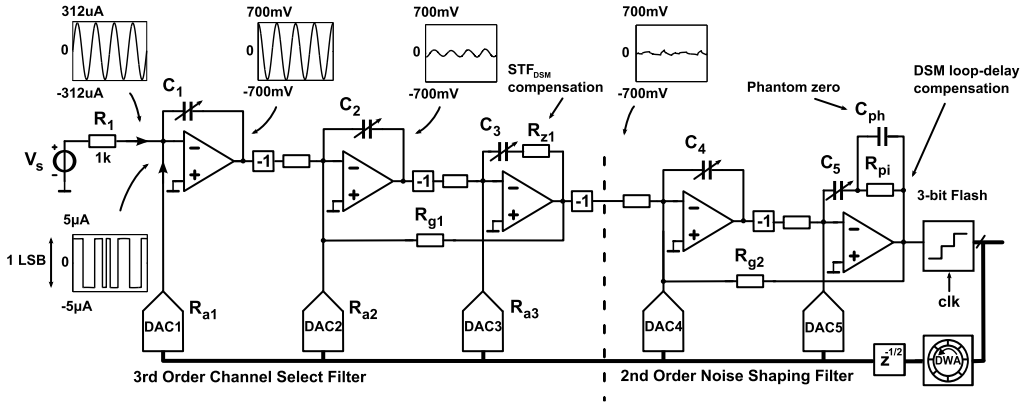 312uA
0
-312uA
700mV
0
-700mV
700mV
0
-700mV
700mV
0
-700mV
STF_DSM
compensation
DSM loop-delay
compensation
Phantom zero
C1
C2
C3
Rz1
C4
C5
Cph
Rpi
R1
1k
Vs
+
-
-
+
-1
-
+
-1
-
+
-1
-
+
-1
-
+
3-bit Flash
clk
Rg1
Rg2
5µA
0
-5µA
1 LSB
DAC1
Ra1
DAC2
Ra2
DAC3
Ra3
DAC4
DAC5
z-1/2
DWA
3rd Order Channel Select Filter
2nd Order Noise Shaping Filter